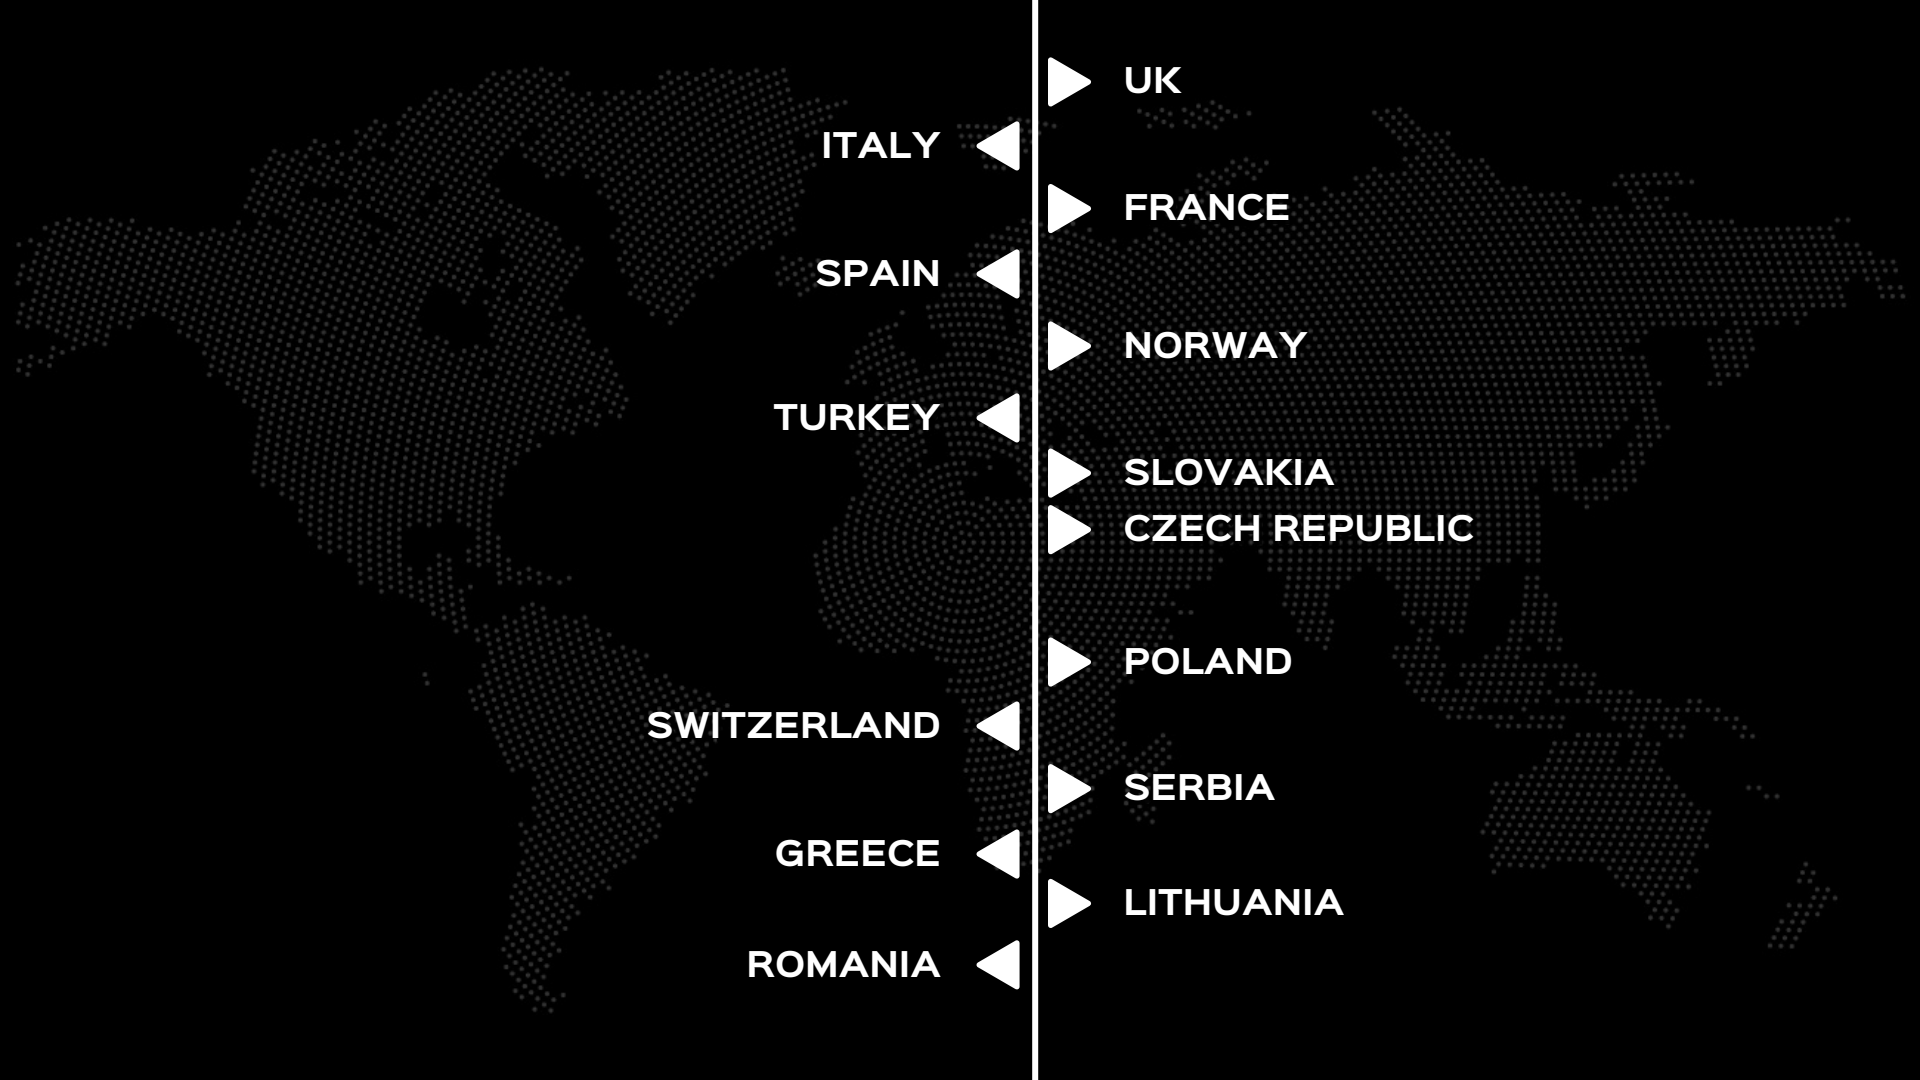 UK
ITALY
FRANCE
SPAIN
NORWAY
TURKEY
SLOVAKIA
CZECH REPUBLIC
POLAND
SWITZERLAND
SERBIA
GREECE
LITHUANIA
ROMANIA